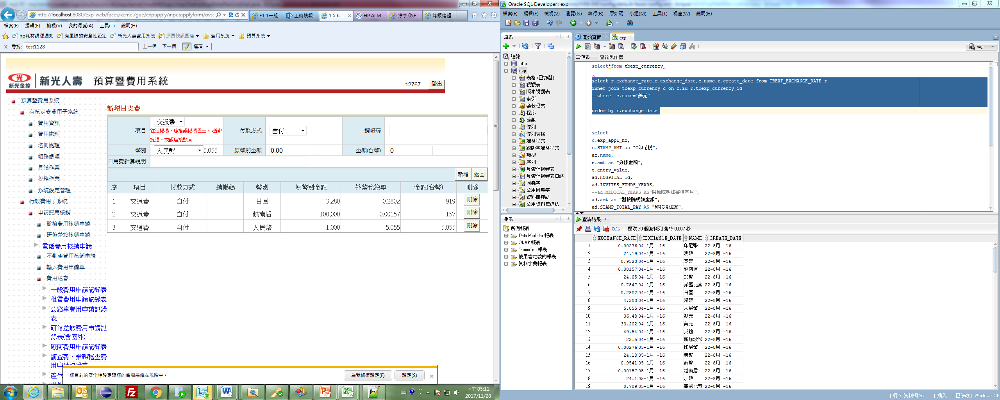 http://localhost:8080/exp_web/faces/kernel/gae/expapply/inputapplyform/ovsa
E1.1一般...
工時填報...
1.5.6 ...
HP ALM ...
涂宇欣(E...
烤飯烤麵 ...
檔案(F) 編輯(E) 檢視(V) 我的最愛(A) 工具(T) 說明(H)
hp耗材調漲通知 有風險的安全性設定 新光人壽費用系統 網頁快訊圖庫 費用系統 預算系統
尋找: test1128 上一個 下一個 選項
新光金控 新光人壽 預算暨費用系統
12767 登出
預算暨費用系統
有核定表費用子系統
費用資訊
費用處理
名冊處理
帳務處理
月結作業
稅務作業
系統設定管理
行政費用子系統
申請費用核銷
醫檢費用核銷申請
研修差旅核銷申請
電話費用核銷申請
不動產費用核銷申請
輸入費用申請單
費用送審
一般費用申請記錄表
租賃費用申請記錄表
公務車費用申請記錄
表
研修差旅費用申請記
錄表(含國外)
廠商費用申請記錄表
調查費、業務稽查費
用申請記錄表
產生
新增日支費
項目 交通費
往返機場，應搭乘機場巴士、地鐵/
捷運、或飯店接駁車
付款方式 自付 銷帳碼
幣別 人民幣 5.055 原幣別金額 0.00 金額(台幣) 0
日用費計算說明
新增 返回
序 項目 付款方式 銷帳碼 幣別 原幣別金額 外幣兌換率 金額(台幣) 刪除
1 交通費 自付 日圓 3,280 0.2802 919 刪除
2 交通費 自付 越南盾 100,000 0.00157 157 刪除
3 交通費 自付 人民幣 1,000 5.055 5,055 刪除
您目前的安全性設定讓您的電腦暴露在風險中。 為我修復設定(F) 設定(S)
下午 05:11
2017/11/28
Oracle SQL Developer : exp
檔案(F) 編輯(E) 檢視(V) 瀏覽(N) 執行(R) 原始碼 小組(M) 工具(T) 視窗(W) 說明(H)
連線
連線
bfm
exp
表格 (已篩選)
視觀表
版本視觀表
索引
套裝程式
程序
函數
佇列
佇列表格
觸發程式
跨版本觸發程式
類型
序列
具體化視觀表
具體化視觀表日誌
同義字
公用同義字
資料庫連結
公用資料庫連結
報表
所有報表
Data Modeler 報表
OLAP 報表
TimesTen 報表
使用者定義的報表
資料字典報表
開始頁面 exp
exp
工作表 查詢製作器
select*from tbexp_currency
select r.exchange_rate,r.exchange_date,c.name,r.create_date from TBEXP_EXCHANGE_RATE r
inner join tbexp_currency c on c.id=r.tbexp_currency_id
--where  c.name='美元'
order by r.exchange_date
select
c.exp_appl_no,
c.STAMP_AMT as "C印花稅",
ac.name,
e.amt as "分錄金額",
t.entry_value,
ad.HOSPITAL_Id,
ad.INVITES_FUNDS_YEARS,
--ad.MEDICAL_YEARS AS"醫檢院明細醫檢年月",
ad.amt as "醫檢院明細金額",
ad.STAMP_TOTAL_PAY AS "印花稅總繳",
查詢結果
SQL 擷取 50 個資料列 費時 0.007 秒
EXCHANGE_RATE EXCHANGE_DATE NAME CREATE_DATE
1 0.00276 04-1月 -16 印尼幣 22-8月 -16
2 24.19 04-1月 -16 澳幣 22-8月 -16
3 0.9523 04-1月 -16 泰幣 22-8月 -16
4 0.00157 04-1月 -16 越南盾 22-8月 -16
5 24.05 04-1月 -16 加幣 22-8月 -16
6 0.7847 04-1月 -16 菲國比索 22-8月 -16
7 0.2802 04-1月 -16 日圓 22-8月 -16
8 4.303 04-1月 -16 港幣 22-8月 -16
9 5.055 04-1月 -16 人民幣 22-8月 -16
10 36.48 04-1月 -16 歐元 22-8月 -16
11 33.202 04-1月 -16 美元 22-8月 -16
12 49.54 04-1月 -16 英鎊 22-8月 -16
13 23.5 04-1月 -16 新加坡幣 22-8月 -16
14 0.00276 05-1月 -16 印尼幣 22-8月 -16
15 24.18 05-1月 -16 澳幣 22-8月 -16
16 0.9541 05-1月 -16 泰幣 22-8月 -16
17 0.00157 05-1月 -16 越南盾 22-8月 -16
18 24.1 05-1月 -16 加幣 22-8月 -16
19 0.789 05-1月 -16 菲國比索 22-8月 -16
行 7, 資料欄 26 插入 已修改 Windows: CF